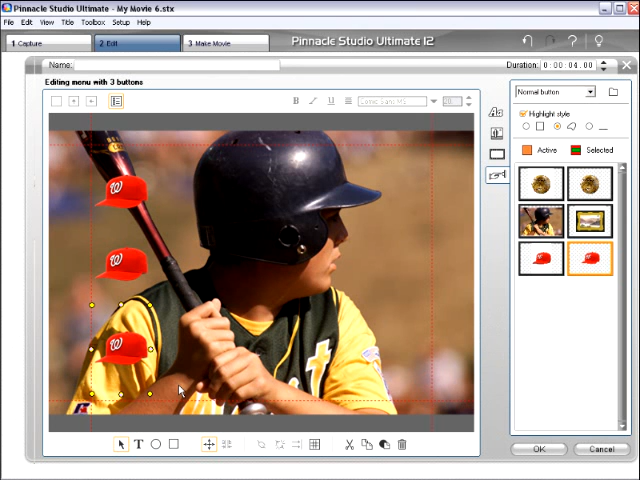 Pinnacle Studio Ultimate - My Movie 6.stx
File Edit View Title Toolbox Setup Help
1 Capture
2 Edit
3 Make Movie
Pinnacle Studio Ultimate 12
Name:
Duration: 0:00:04.00
Editing menu with 3 buttons
B I U
Comic Sans MS
Normal button
Highlight style
Active
Selected
W
W
W
T
OK
Cancel